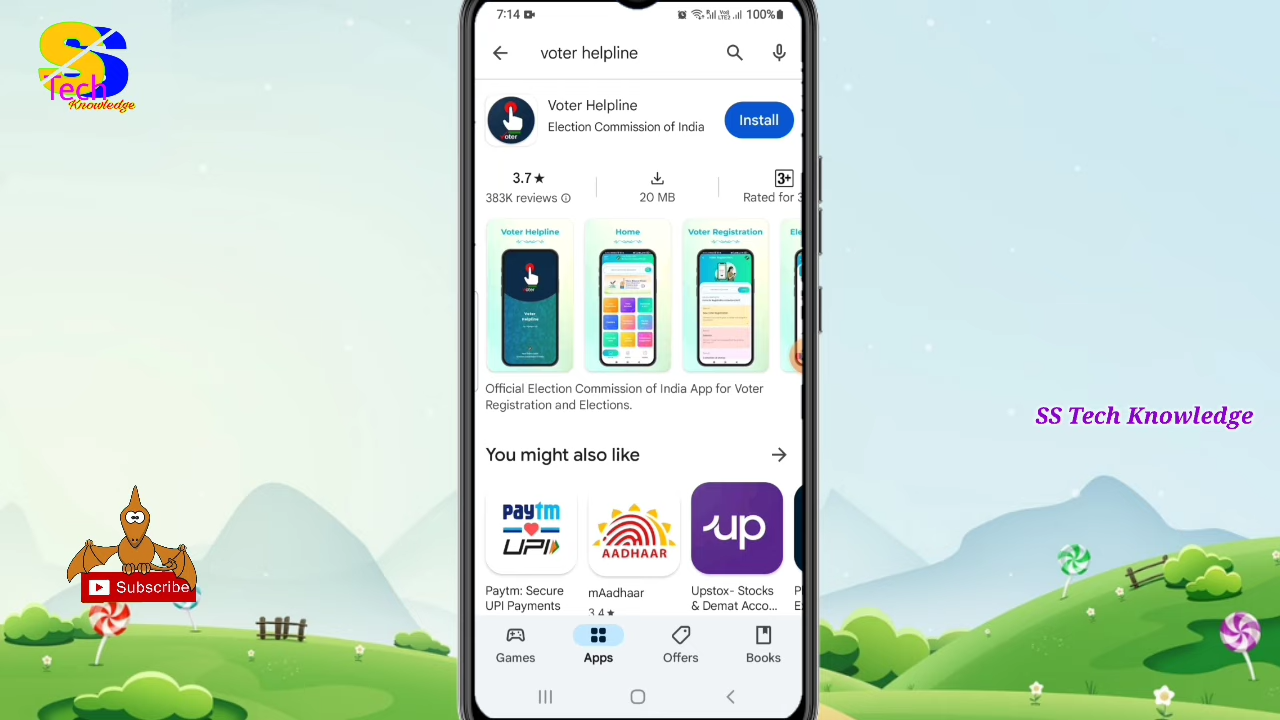 SS
Tech
Knowledge
7:14
100%
voter helpline
Voter Helpline
Election Commission of India
Install
3.7★
383K reviews
20 MB
3+
Rated for 3
Voter Helpline
Home
Voter Registration
Ele
Official Election Commission of India App for Voter
Registration and Elections.
You might also like
Paytm
UPI
AADHAAR
up
Paytm: Secure
UPI Payments
mAadhaar
3.4★
Upstox- Stocks
& Demat Acco...
Games
Apps
Offers
Books
SS Tech Knowledge
Subscribe